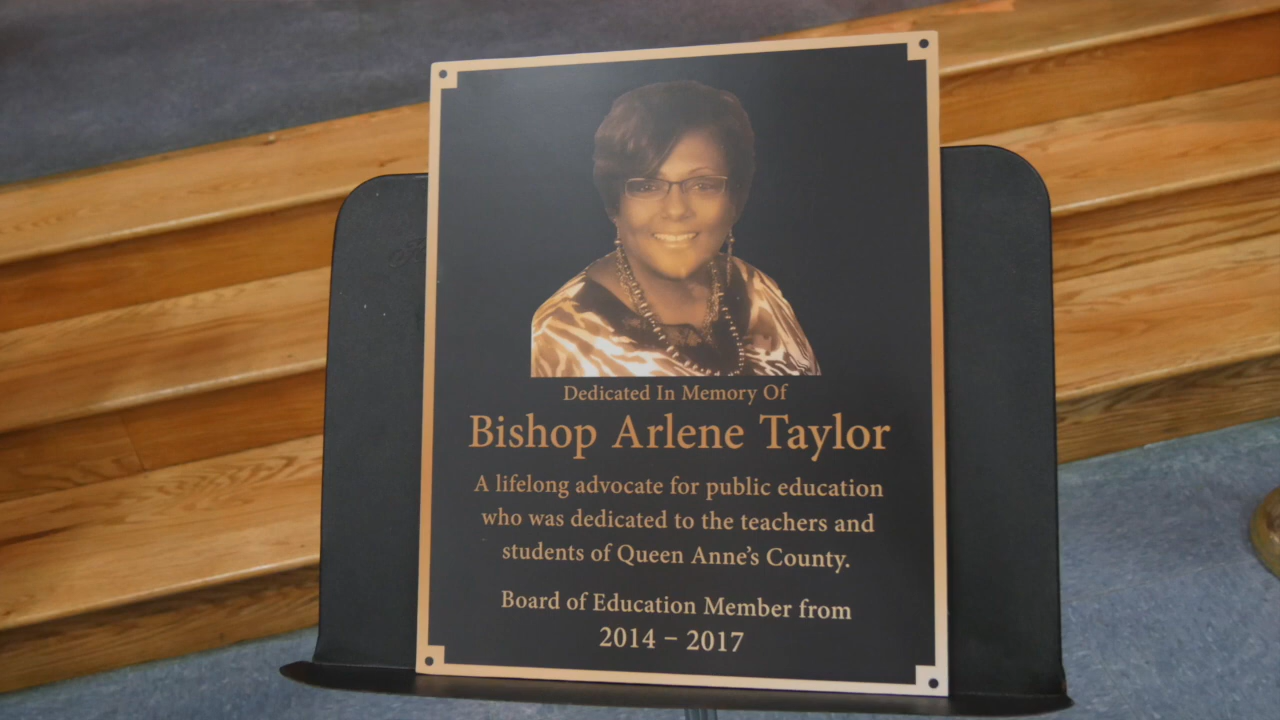 Dedicated In Memory Of
Bishop Arlene Taylor
A lifelong advocate for public education
who was dedicated to the teachers and
students of Queen Anne's County.
Board of Education Member from
2014 – 2017